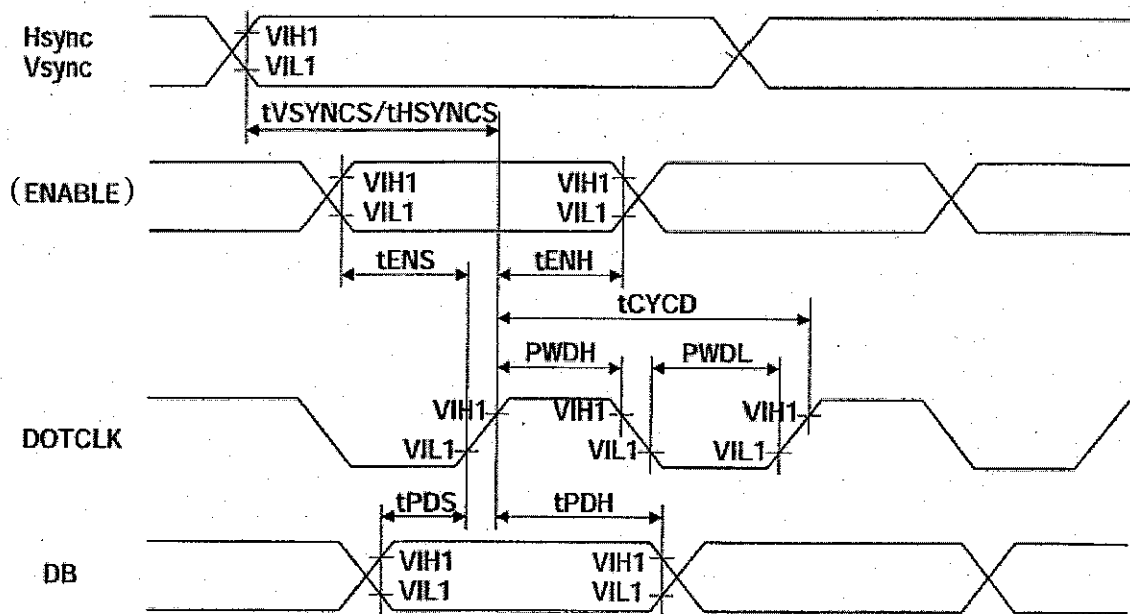 Hsync
Vsync
VIH1
VIL1
tVSYNCS/tHSYNCS
(ENABLE)
VIH1 VIH1
VIL1 VIL1
tENS tENH
tCYCD
PWDH PWDL
DOTCLK
VIH1 VIH1 VIH1
VIL1 VIL1 VIL1
tPDS tPDH
DB
VIH1 VIH1
VIL1 VIL1